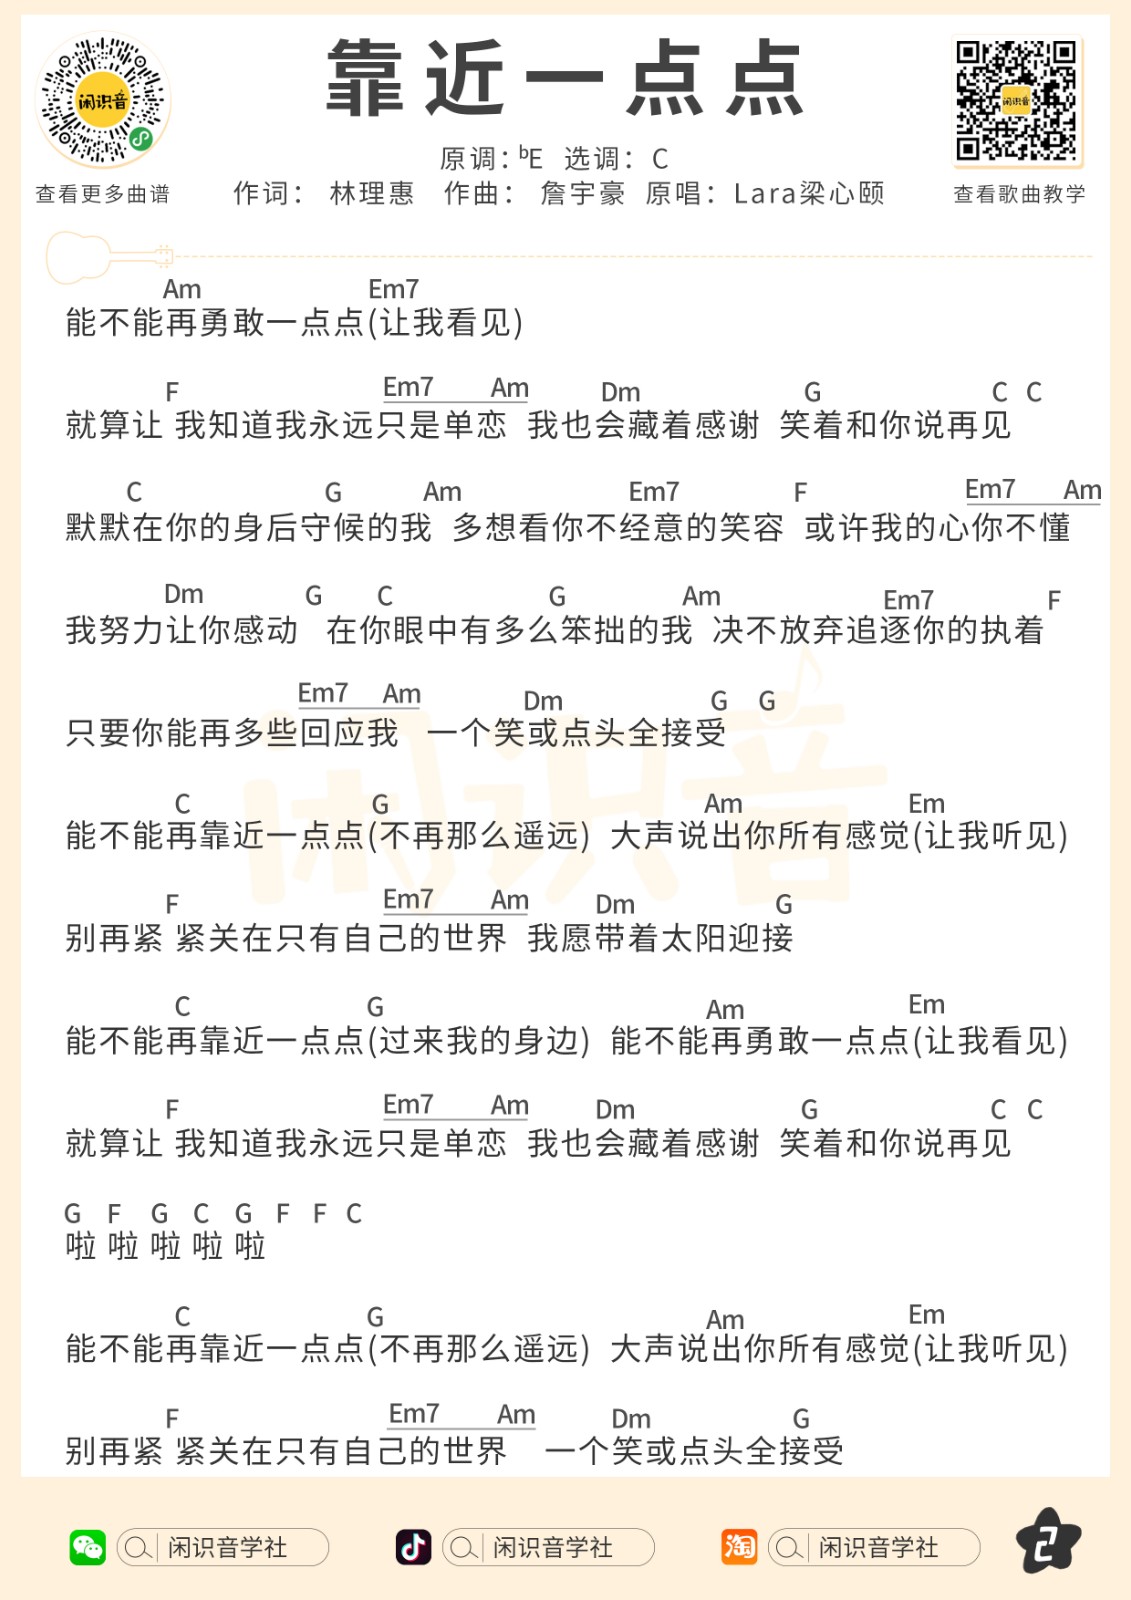 闲识音
靠近一点点
闲识音
原调：ᵇE 选调：C
查看更多曲谱
作词： 林理惠 作曲： 詹宇豪 原唱：Lara梁心颐
查看歌曲教学
Am Em7
能不能再勇敢一点点(让我看见)
F Em7 Am Dm G C C
就算让 我知道我永远只是单恋 我也会藏着感谢 笑着和你说再见
C G Am Em7 F Em7 Am
默默在你的身后守候的我 多想看你不经意的笑容 或许我的心你不懂
Dm G C G Am Em7 F
我努力让你感动 在你眼中有多么笨拙的我 决不放弃追逐你的执着
Em7 Am Dm G G
只要你能再多些回应我 一个笑或点头全接受
闲识音
C G Am Em
能不能再靠近一点点(不再那么遥远) 大声说出你所有感觉(让我听见)
F Em7 Am Dm G
别再紧 紧关在只有自己的世界 我愿带着太阳迎接
C G Am Em
能不能再靠近一点点(过来我的身边) 能不能再勇敢一点点(让我看见)
F Em7 Am Dm G C C
就算让 我知道我永远只是单恋 我也会藏着感谢 笑着和你说再见
G F G C G F F C
啦 啦 啦 啦 啦
C G Am Em
能不能再靠近一点点(不再那么遥远) 大声说出你所有感觉(让我听见)
F Em7 Am Dm G
别再紧 紧关在只有自己的世界 一个笑或点头全接受
闲识音学社 闲识音学社 淘 闲识音学社 2